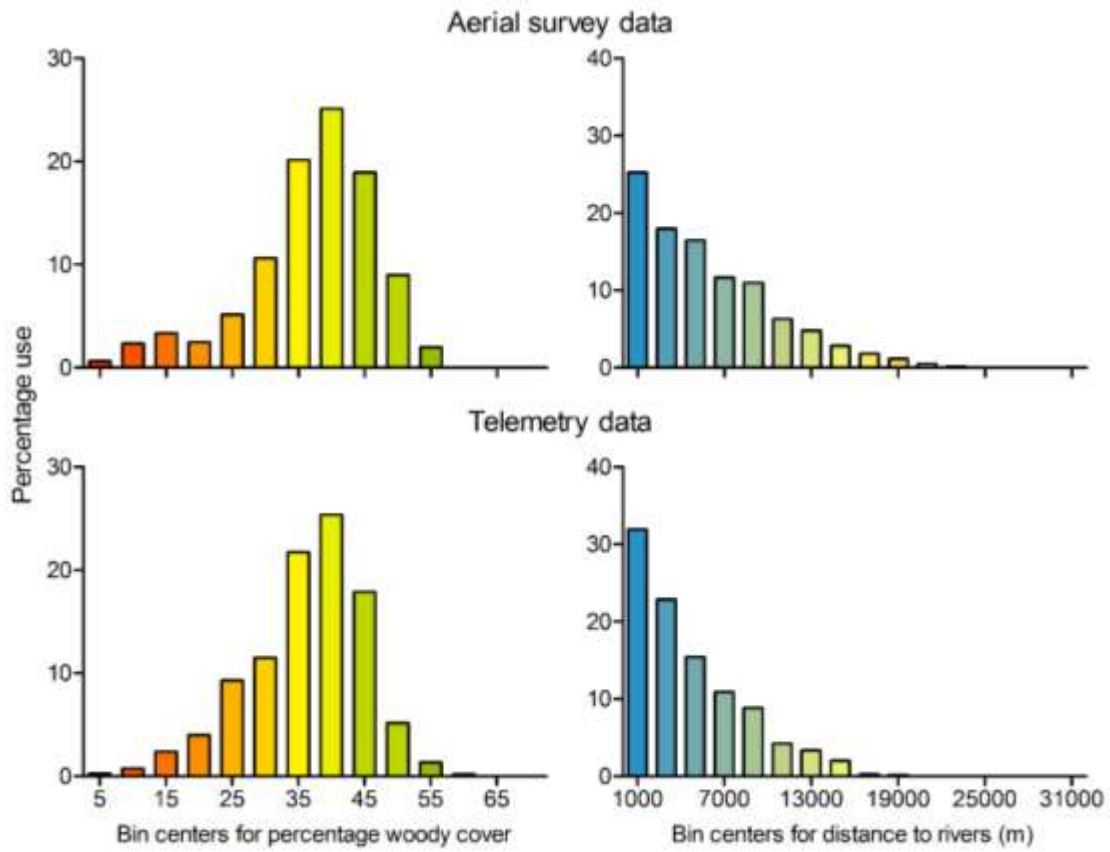 Aerial survey data
30
20
10
0
40
30
20
10
0
Percentage use
Telemetry data
30
20
10
0
5 15 25 35 45 55 65
Bin centers for percentage woody cover
40
30
20
10
0
1000 7000 13000 19000 25000 31000
Bin centers for distance to rivers (m)